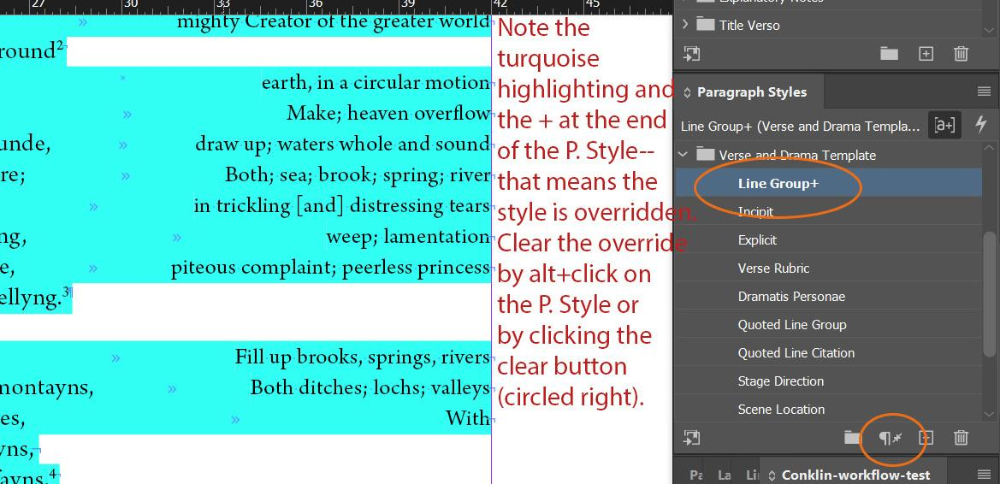 27 30 33 36 39 42 45
mighty Creator of the greater world
round²
earth, in a circular motion
Make; heaven overflow
unde, draw up; waters whole and sound
re; Both; sea; brook; spring; river
in trickling [and] distressing tears
ng, weep; lamentation
e, piteous complaint; peerless princess
ellyng.³
Fill up brooks, springs, rivers
nontayns, Both ditches; lochs; valleys
es, With
yns,
tayns.⁴
Note the
turquoise
highlighting and
the + at the end
of the P. Style--
that means the
style is overridden.
Clear the override
by alt+click on
the P. Style or
by clicking the
clear button
(circled right).
Explanatory Notes
Title Verso
Paragraph Styles
Line Group+ (Verse and Drama Templa...
[a+]
Verse and Drama Template
Line Group+
Incipit
Explicit
Verse Rubric
Dramatis Personae
Quoted Line Group
Quoted Line Citation
Stage Direction
Scene Location
Pa La Li Conklin-workflow-test